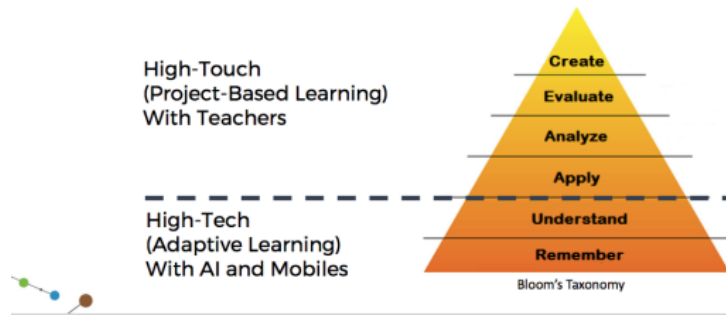 High-Touch
(Project-Based Learning)
With Teachers
High-Tech
(Adaptive Learning)
With AI and Mobiles
Create
Evaluate
Analyze
Apply
Understand
Remember
Bloom's Taxonomy